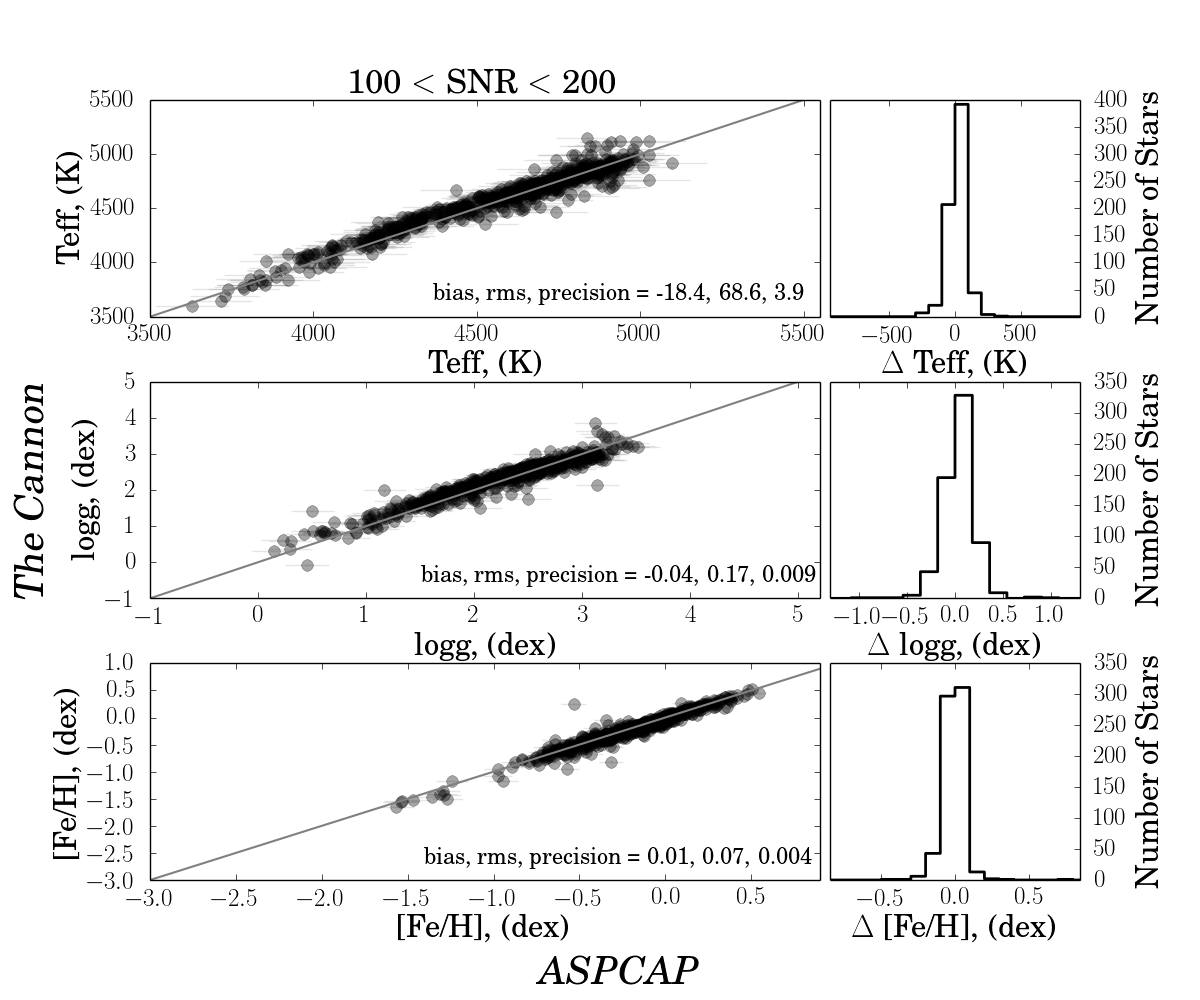 100 < SNR < 200
5500
5000
4500
4000
3500
Teff, (K)
bias, rms, precision = -18.4, 68.6, 3.9
3500 4000 4500 5000 5500
Teff, (K)
400
350
300
250
200
150
100
50
0
Number of Stars
−500 0 500
Δ Teff, (K)
The Cannon
5
4
3
2
1
0
−1
logg, (dex)
bias, rms, precision = -0.04, 0.17, 0.009
−1 0 1 2 3 4 5
logg, (dex)
350
300
250
200
150
100
50
0
Number of Stars
−1.0 −0.5 0.0 0.5 1.0
Δ logg, (dex)
1.0
0.5
0.0
−0.5
−1.0
−1.5
−2.0
−2.5
−3.0
[Fe/H], (dex)
bias, rms, precision = 0.01, 0.07, 0.004
−3.0 −2.5 −2.0 −1.5 −1.0 −0.5 0.0 0.5
[Fe/H], (dex)
350
300
250
200
150
100
50
0
Number of Stars
−0.5 0.0 0.5
Δ [Fe/H], (dex)
ASPCAP